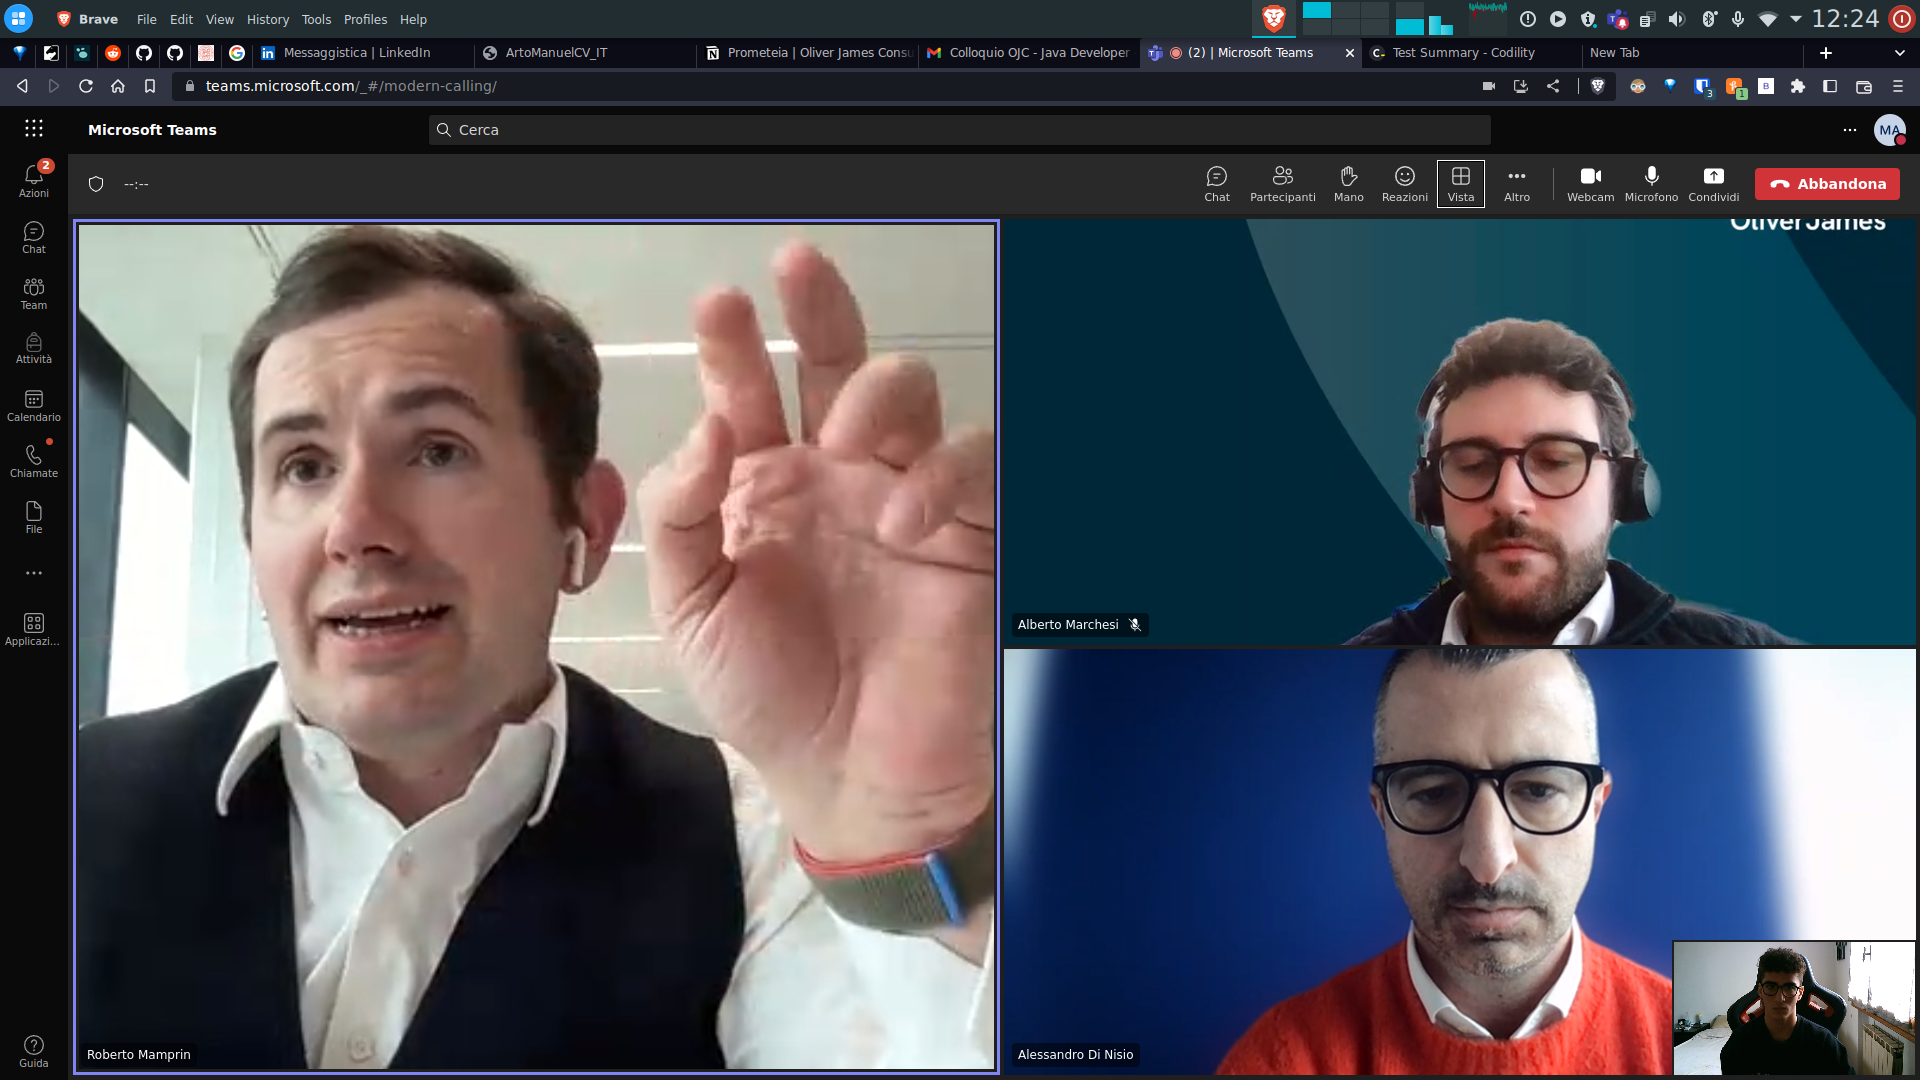 Brave File Edit View History Tools Profiles Help
12:24
Messaggistica | LinkedIn
ArtoManuelCV_IT
Prometeia | Oliver James Consu
Colloquio OJC - Java Developer
(2) | Microsoft Teams
Test Summary - Codility
New Tab
teams.microsoft.com/_#/modern-calling/
3
1
B
Microsoft Teams
Cerca
MA
2
Azioni
Chat
Team
Attività
Calendario
Chiamate
File
Applicazi...
Guida
--:--
Chat
Partecipanti
Mano
Reazioni
Vista
Altro
Webcam
Microfono
Condividi
Abbandona
OliverJames
Roberto Mamprin
Alberto Marchesi
Alessandro Di Nisio